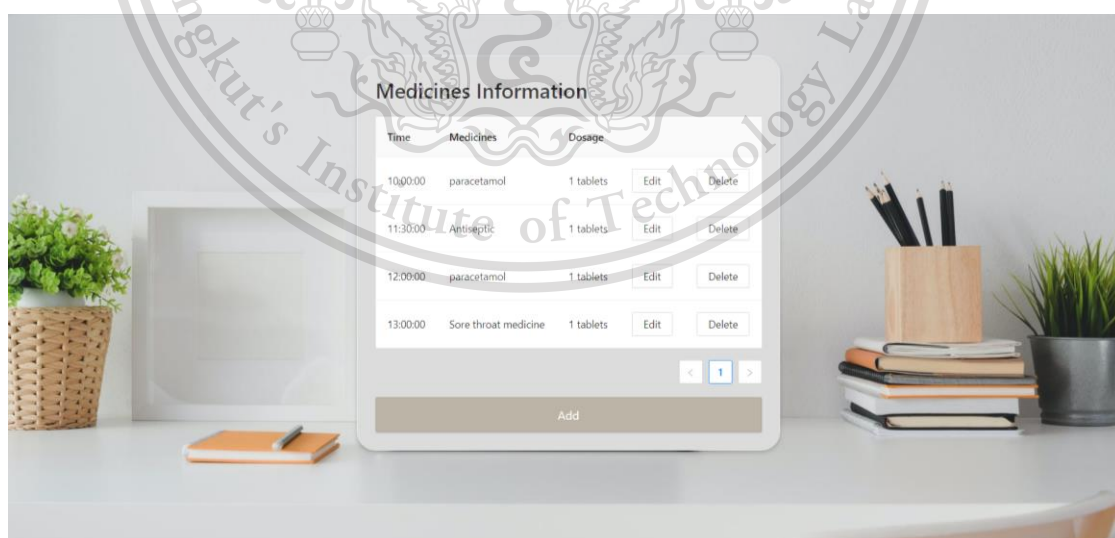 ngkut's Institute of Technology La
Medicines Information
Time Medicines Dosage
10:00:00 paracetamol 1 tablets Edit Delete
11:30:00 Antiseptic 1 tablets Edit Delete
12:00:00 paracetamol 1 tablets Edit Delete
13:00:00 Sore throat medicine 1 tablets Edit Delete
< 1 >
Add